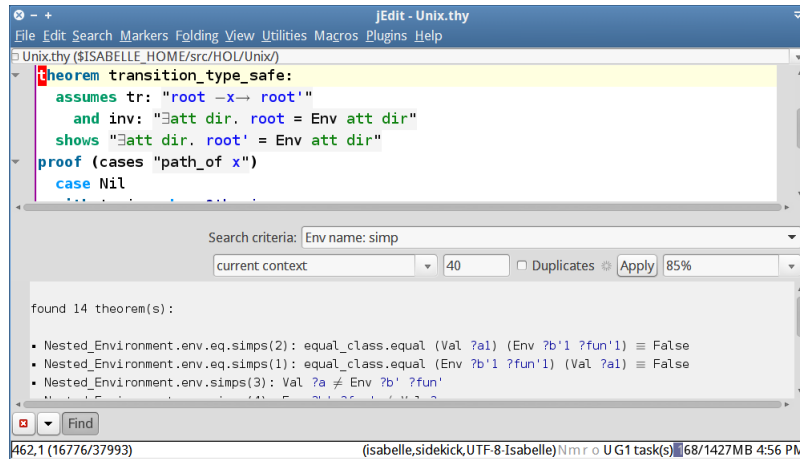 jEdit - Unix.thy
File Edit Search Markers Folding View Utilities Macros Plugins Help
Unix.thy ($ISABELLE_HOME/src/HOL/Unix/)
theorem transition_type_safe:
assumes tr: "root −x→ root'"
and inv: "∃att dir. root = Env att dir"
shows "∃att dir. root' = Env att dir"
proof (cases "path_of x")
case Nil
Search criteria: Env name: simp
current context 40 Duplicates Apply 85%
found 14 theorem(s):
▪ Nested_Environment.env.eq.simps(2): equal_class.equal (Val ?a1) (Env ?b'1 ?fun'1) ≡ False
▪ Nested_Environment.env.eq.simps(1): equal_class.equal (Env ?b'1 ?fun'1) (Val ?a1) ≡ False
▪ Nested_Environment.env.simps(3): Val ?a ≠ Env ?b' ?fun'
Find
462,1 (16776/37993) (isabelle,sidekick,UTF-8-Isabelle) N m r o U G 1 task(s) 168/1427MB 4:56 PM